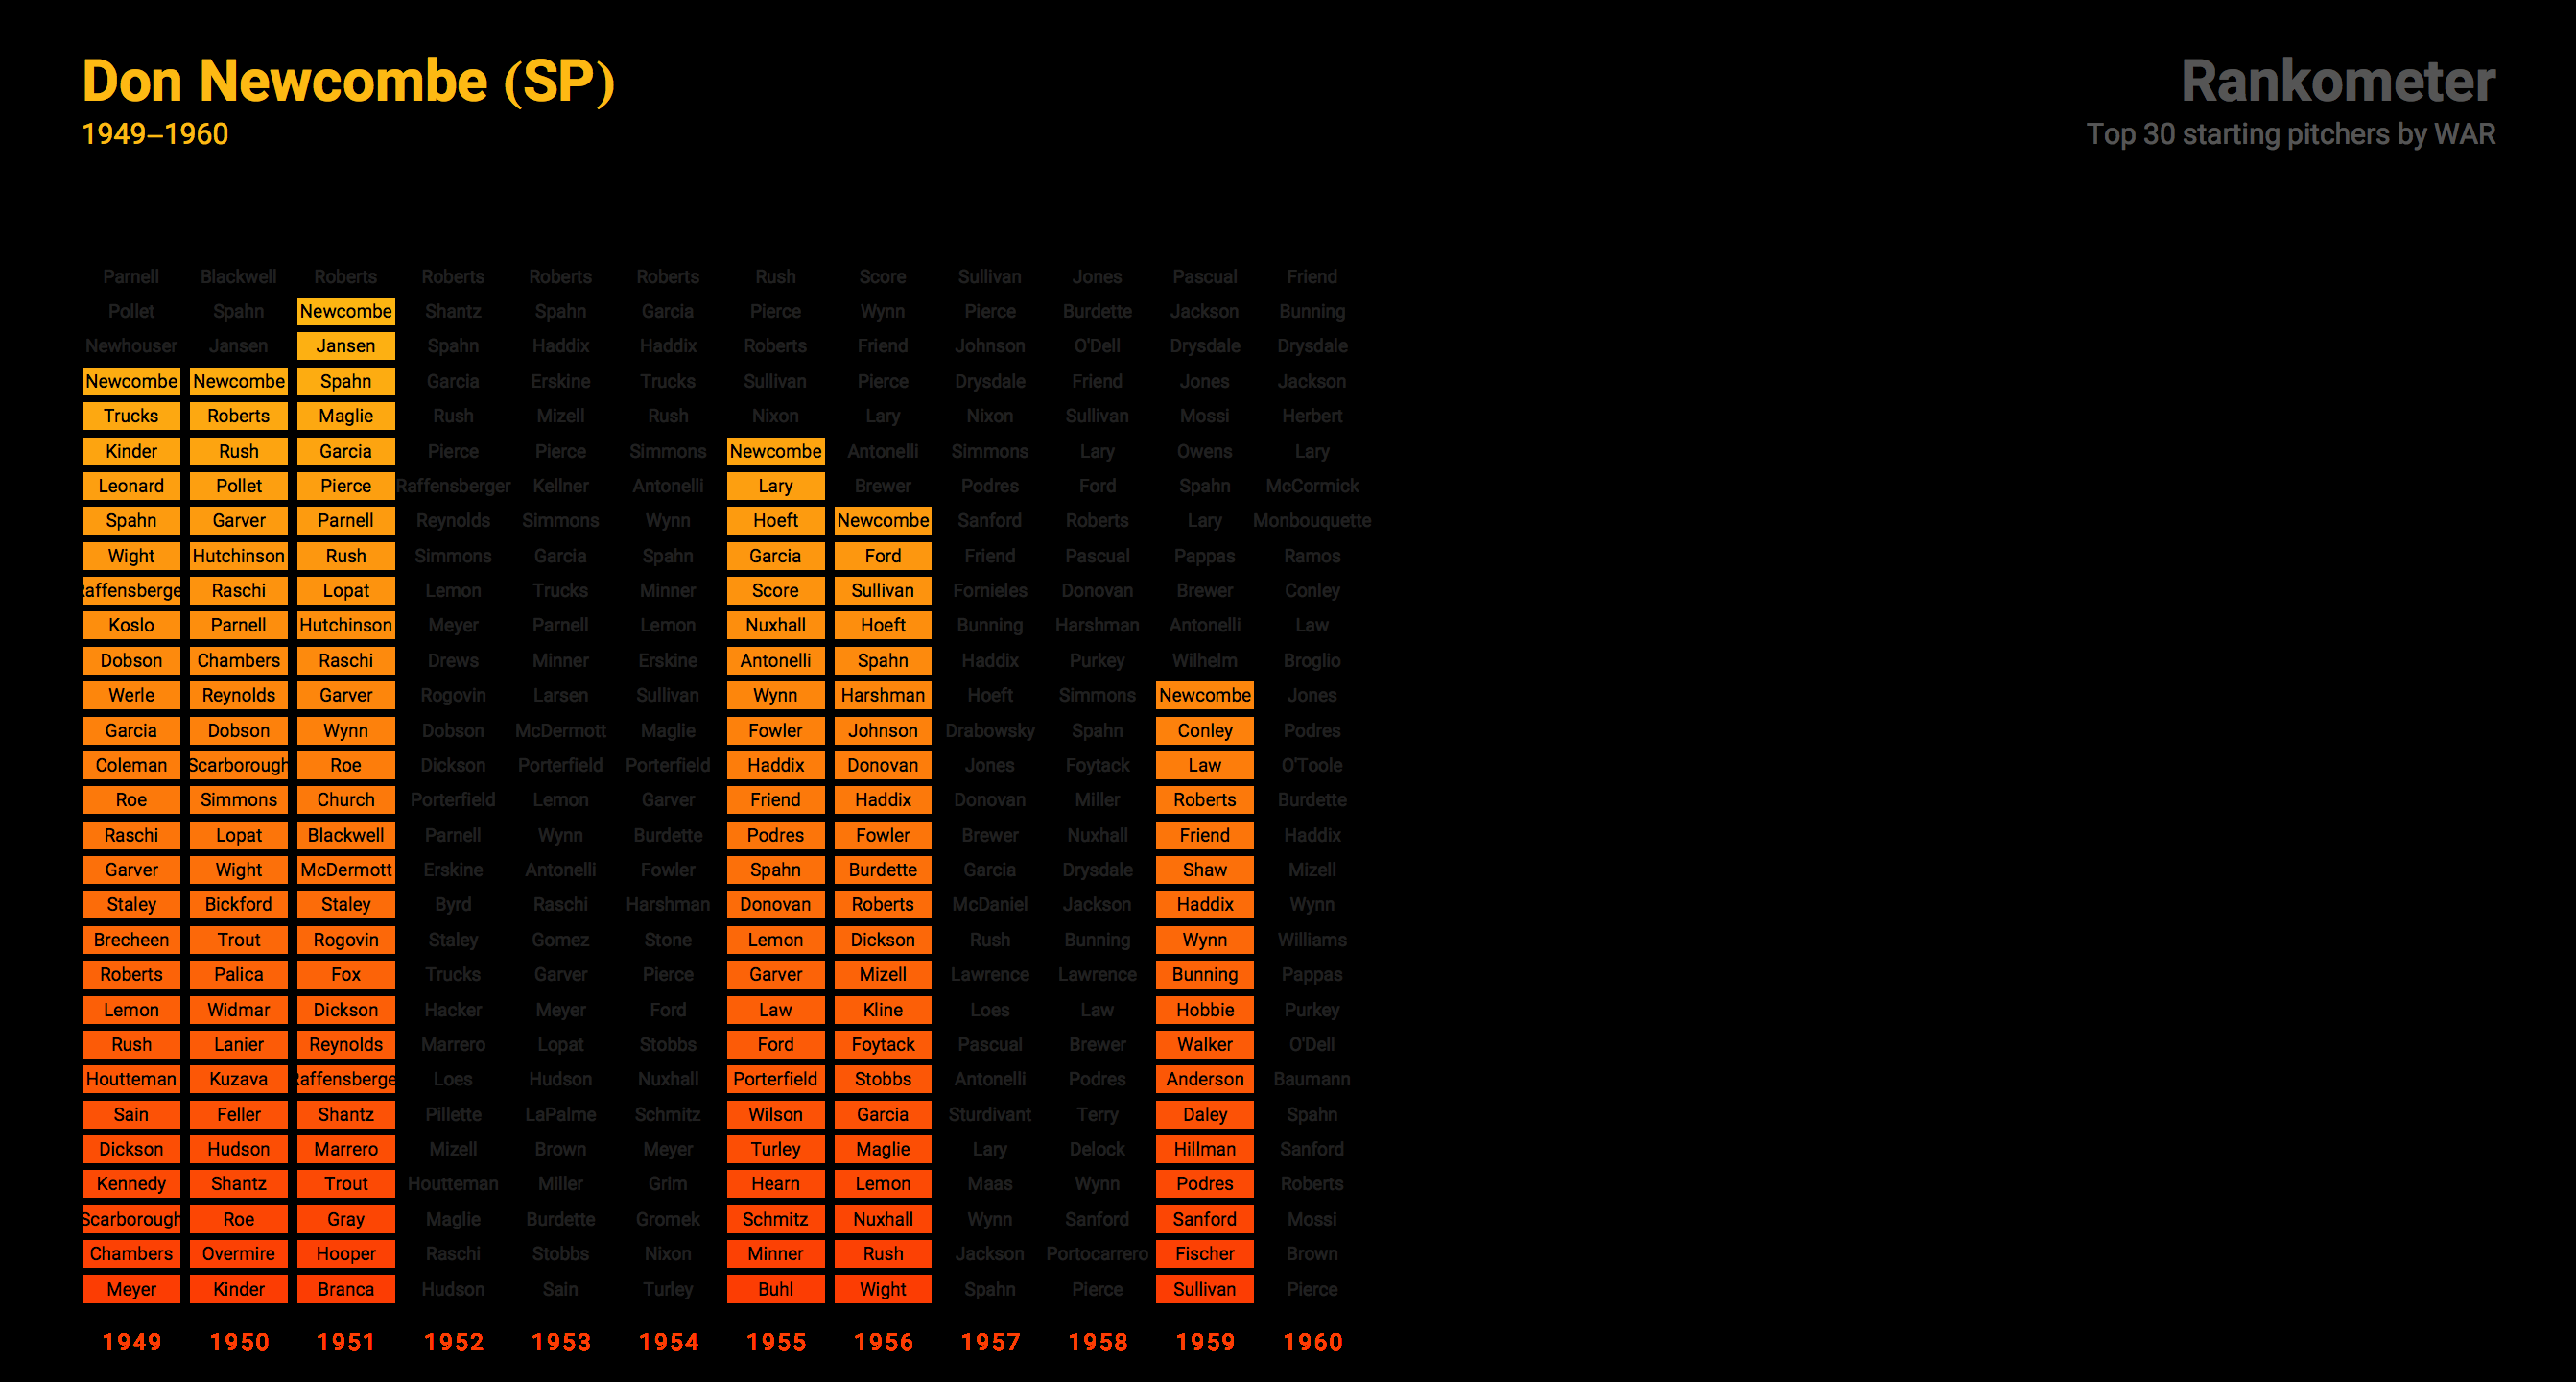 Don Newcombe (SP)
1949–1960
Rankometer
Top 30 starting pitchers by WAR
Parnell Blackwell Roberts Roberts Roberts Roberts Rush Score Sullivan Jones Pascual Friend
Pollet Spahn Newcombe Shantz Spahn Garcia Pierce Wynn Pierce Burdette Jackson Bunning
Newhouser Jansen Jansen Spahn Haddix Haddix Roberts Friend Johnson O'Dell Drysdale Drysdale
Newcombe Newcombe Spahn Garcia Erskine Trucks Sullivan Pierce Drysdale Friend Jones Jackson
Trucks Roberts Maglie Rush Mizell Rush Nixon Lary Nixon Sullivan Mossi Herbert
Kinder Rush Garcia Pierce Pierce Simmons Newcombe Antonelli Simmons Lary Owens Lary
Leonard Pollet Pierce Raffensberger Kellner Antonelli Lary Brewer Podres Ford Spahn McCormick
Spahn Garver Parnell Reynolds Simmons Wynn Hoeft Newcombe Sanford Roberts Lary Monbouquette
Wight Hutchinson Rush Simmons Garcia Spahn Garcia Ford Friend Pascual Pappas Ramos
Raffensberge Raschi Lopat Lemon Trucks Minner Score Sullivan Fornieles Donovan Brewer Conley
Koslo Parnell Hutchinson Meyer Parnell Lemon Nuxhall Hoeft Bunning Harshman Antonelli Law
Dobson Chambers Raschi Drews Minner Erskine Antonelli Spahn Haddix Purkey Wilhelm Broglio
Werle Reynolds Garver Rogovin Larsen Sullivan Wynn Harshman Hoeft Simmons Newcombe Jones
Garcia Dobson Wynn Dobson McDermott Maglie Fowler Johnson Drabowsky Spahn Conley Podres
Coleman Scarborough Roe Dickson Porterfield Porterfield Haddix Donovan Jones Foytack Law O'Toole
Roe Simmons Church Porterfield Lemon Garver Friend Haddix Donovan Miller Roberts Burdette
Raschi Lopat Blackwell Parnell Wynn Burdette Podres Fowler Brewer Nuxhall Friend Haddix
Garver Wight McDermott Erskine Antonelli Fowler Spahn Burdette Garcia Drysdale Shaw Mizell
Staley Bickford Staley Byrd Raschi Harshman Donovan Roberts McDaniel Jackson Haddix Wynn
Brecheen Trout Rogovin Staley Gomez Stone Lemon Dickson Rush Bunning Wynn Williams
Roberts Palica Fox Trucks Garver Pierce Garver Mizell Lawrence Lawrence Bunning Pappas
Lemon Widmar Dickson Hacker Meyer Ford Law Kline Loes Law Hobbie Purkey
Rush Lanier Reynolds Marrero Lopat Stobbs Ford Foytack Pascual Brewer Walker O'Dell
Houtteman Kuzava Raffensberge Loes Hudson Nuxhall Porterfield Stobbs Antonelli Podres Anderson Baumann
Sain Feller Shantz Pillette LaPalme Schmitz Wilson Garcia Sturdivant Terry Daley Spahn
Dickson Hudson Marrero Mizell Brown Meyer Turley Maglie Lary Delock Hillman Sanford
Kennedy Shantz Trout Houtteman Miller Grim Hearn Lemon Maas Wynn Podres Roberts
Scarborough Roe Gray Maglie Burdette Gromek Schmitz Nuxhall Wynn Sanford Sanford Mossi
Chambers Overmire Hooper Raschi Stobbs Nixon Minner Rush Jackson Portocarrero Fischer Brown
Meyer Kinder Branca Hudson Sain Turley Buhl Wight Spahn Pierce Sullivan Pierce
1949 1950 1951 1952 1953 1954 1955 1956 1957 1958 1959 1960